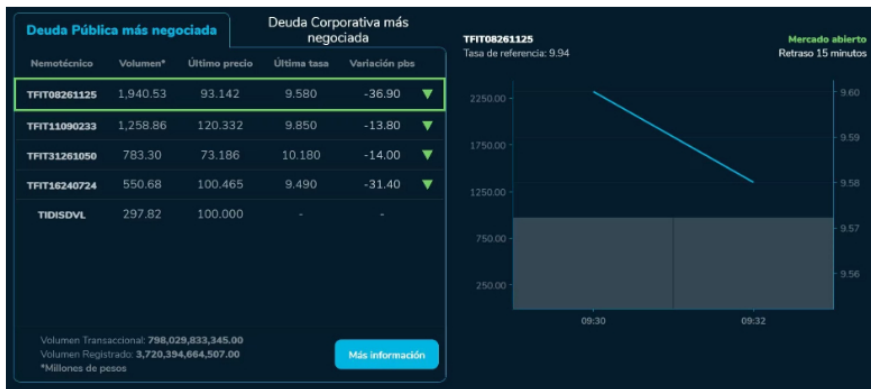 Deuda Pública más negociada
Deuda Corporativa más
negociada
Nemotécnico Volumen* Último precio Última tasa Variación pbs
TFIT08261125 1,940.53 93.142 9.580 -36.90 ▼
TFIT11090233 1,258.86 120.332 9.850 -13.80 ▼
TFIT31261050 783.30 73.186 10.180 -14.00 ▼
TFIT16240724 550.68 100.465 9.490 -31.40 ▼
TIDISDVL 297.82 100.000 - -
Volumen Transaccional: 798,029,833,345.00
Volumen Registrado: 3,720,394,664,507.00
*Millones de pesos
Más información
TFIT08261125 Mercado abierto
Tasa de referencia: 9.94 Retraso 15 minutos
2250.00 9.60
1750.00 9.59
1250.00 9.58
750.00 9.57
250.00 9.56
09:30 09:32